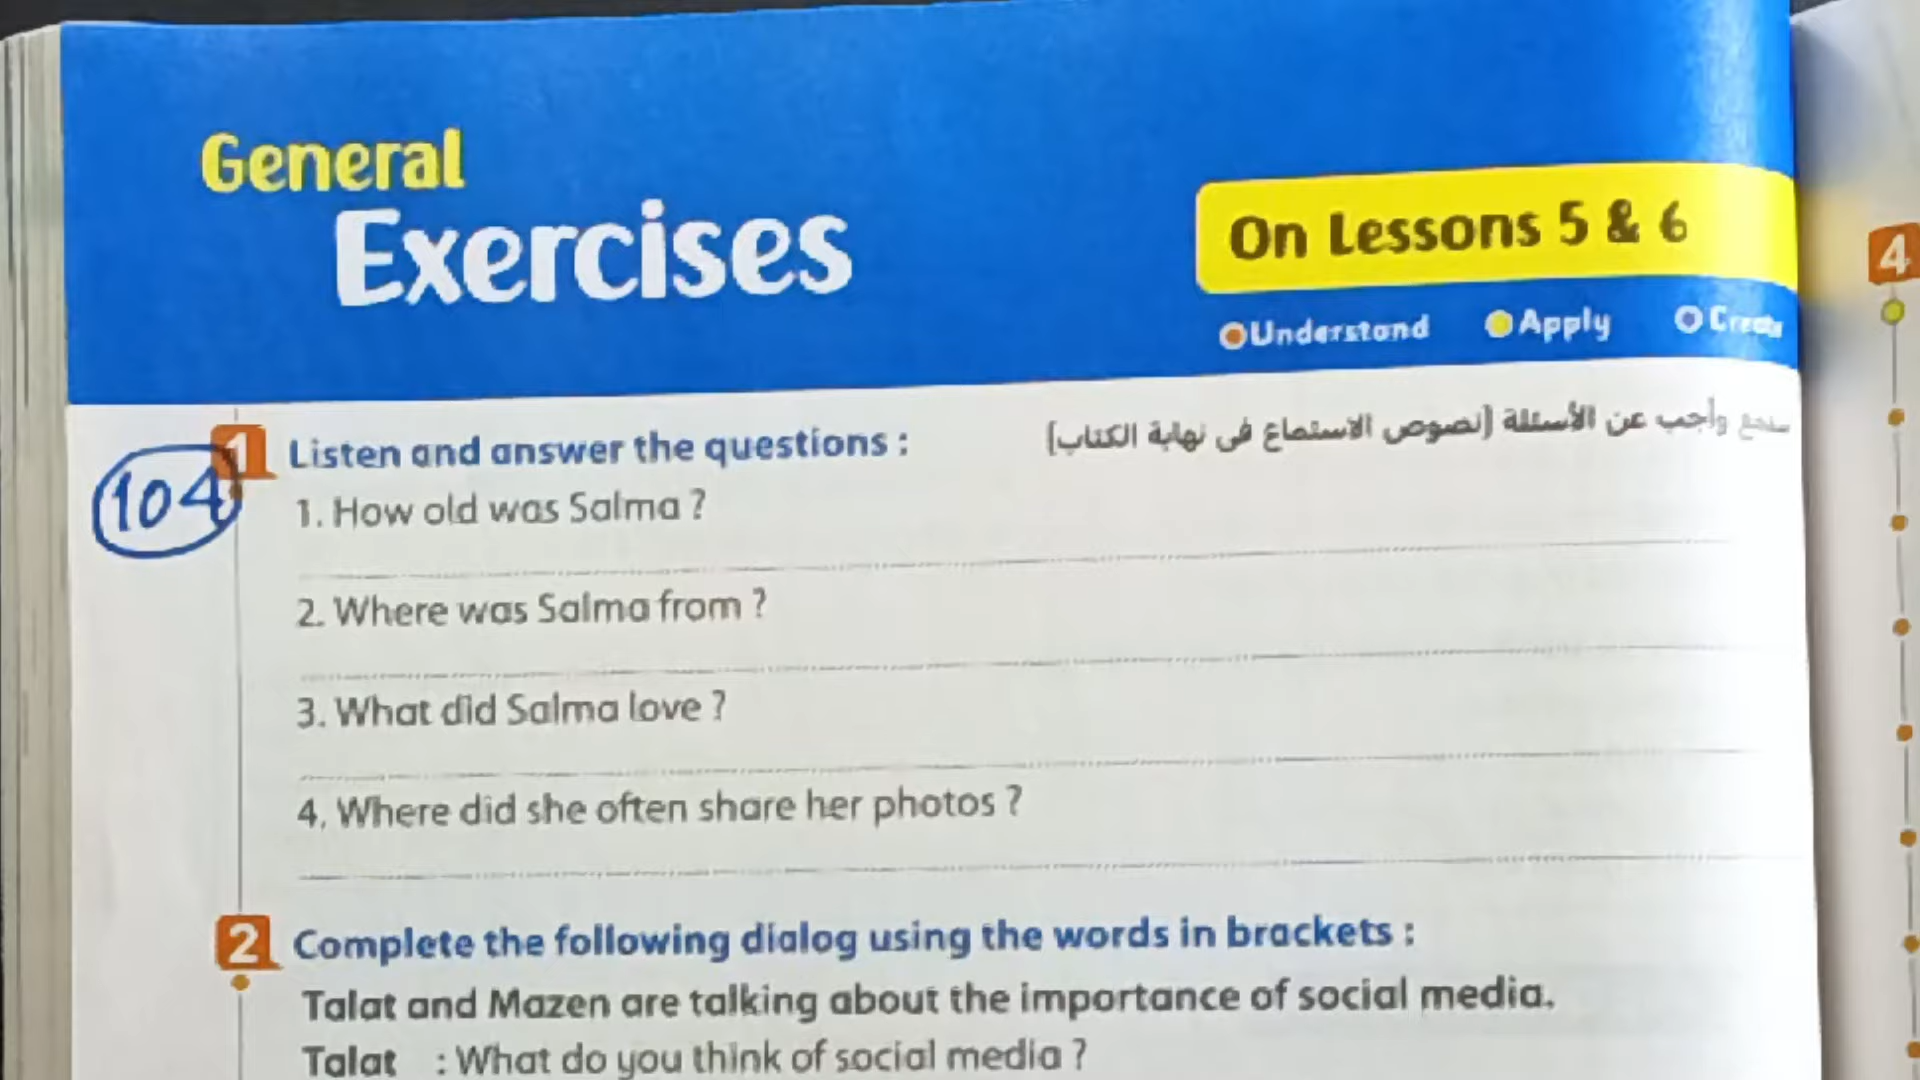 General
Exercises
On Lessons 5 & 6
Understand Apply Create
4
1 Listen and answer the questions :
وأجب عن الأسئلة [نصوص الاستماع فى نهاية الكتاب]
104
1. How old was Salma ?
2. Where was Salma from ?
3. What did Salma love ?
4. Where did she often share her photos ?
2 Complete the following dialog using the words in brackets :
Talat and Mazen are talking about the importance of social media.
Talat : What do you think of social media ?